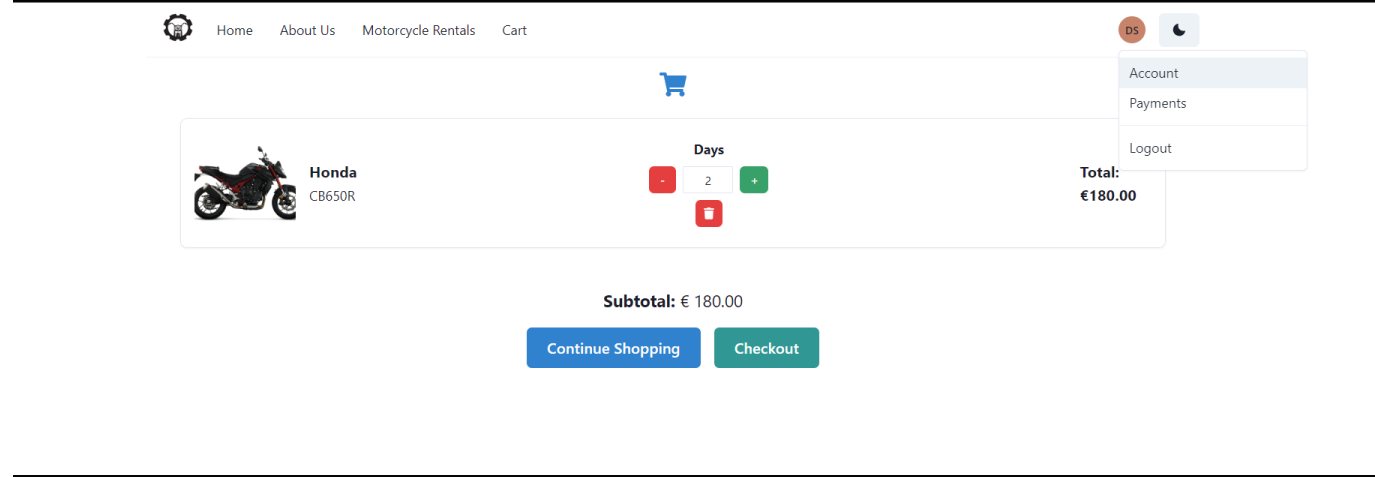 Home About Us Motorcycle Rentals Cart DS
Account
Payments
Logout
Honda
CB650R
Days
- 2 +
Total:
€180.00
Subtotal: € 180.00
Continue Shopping Checkout